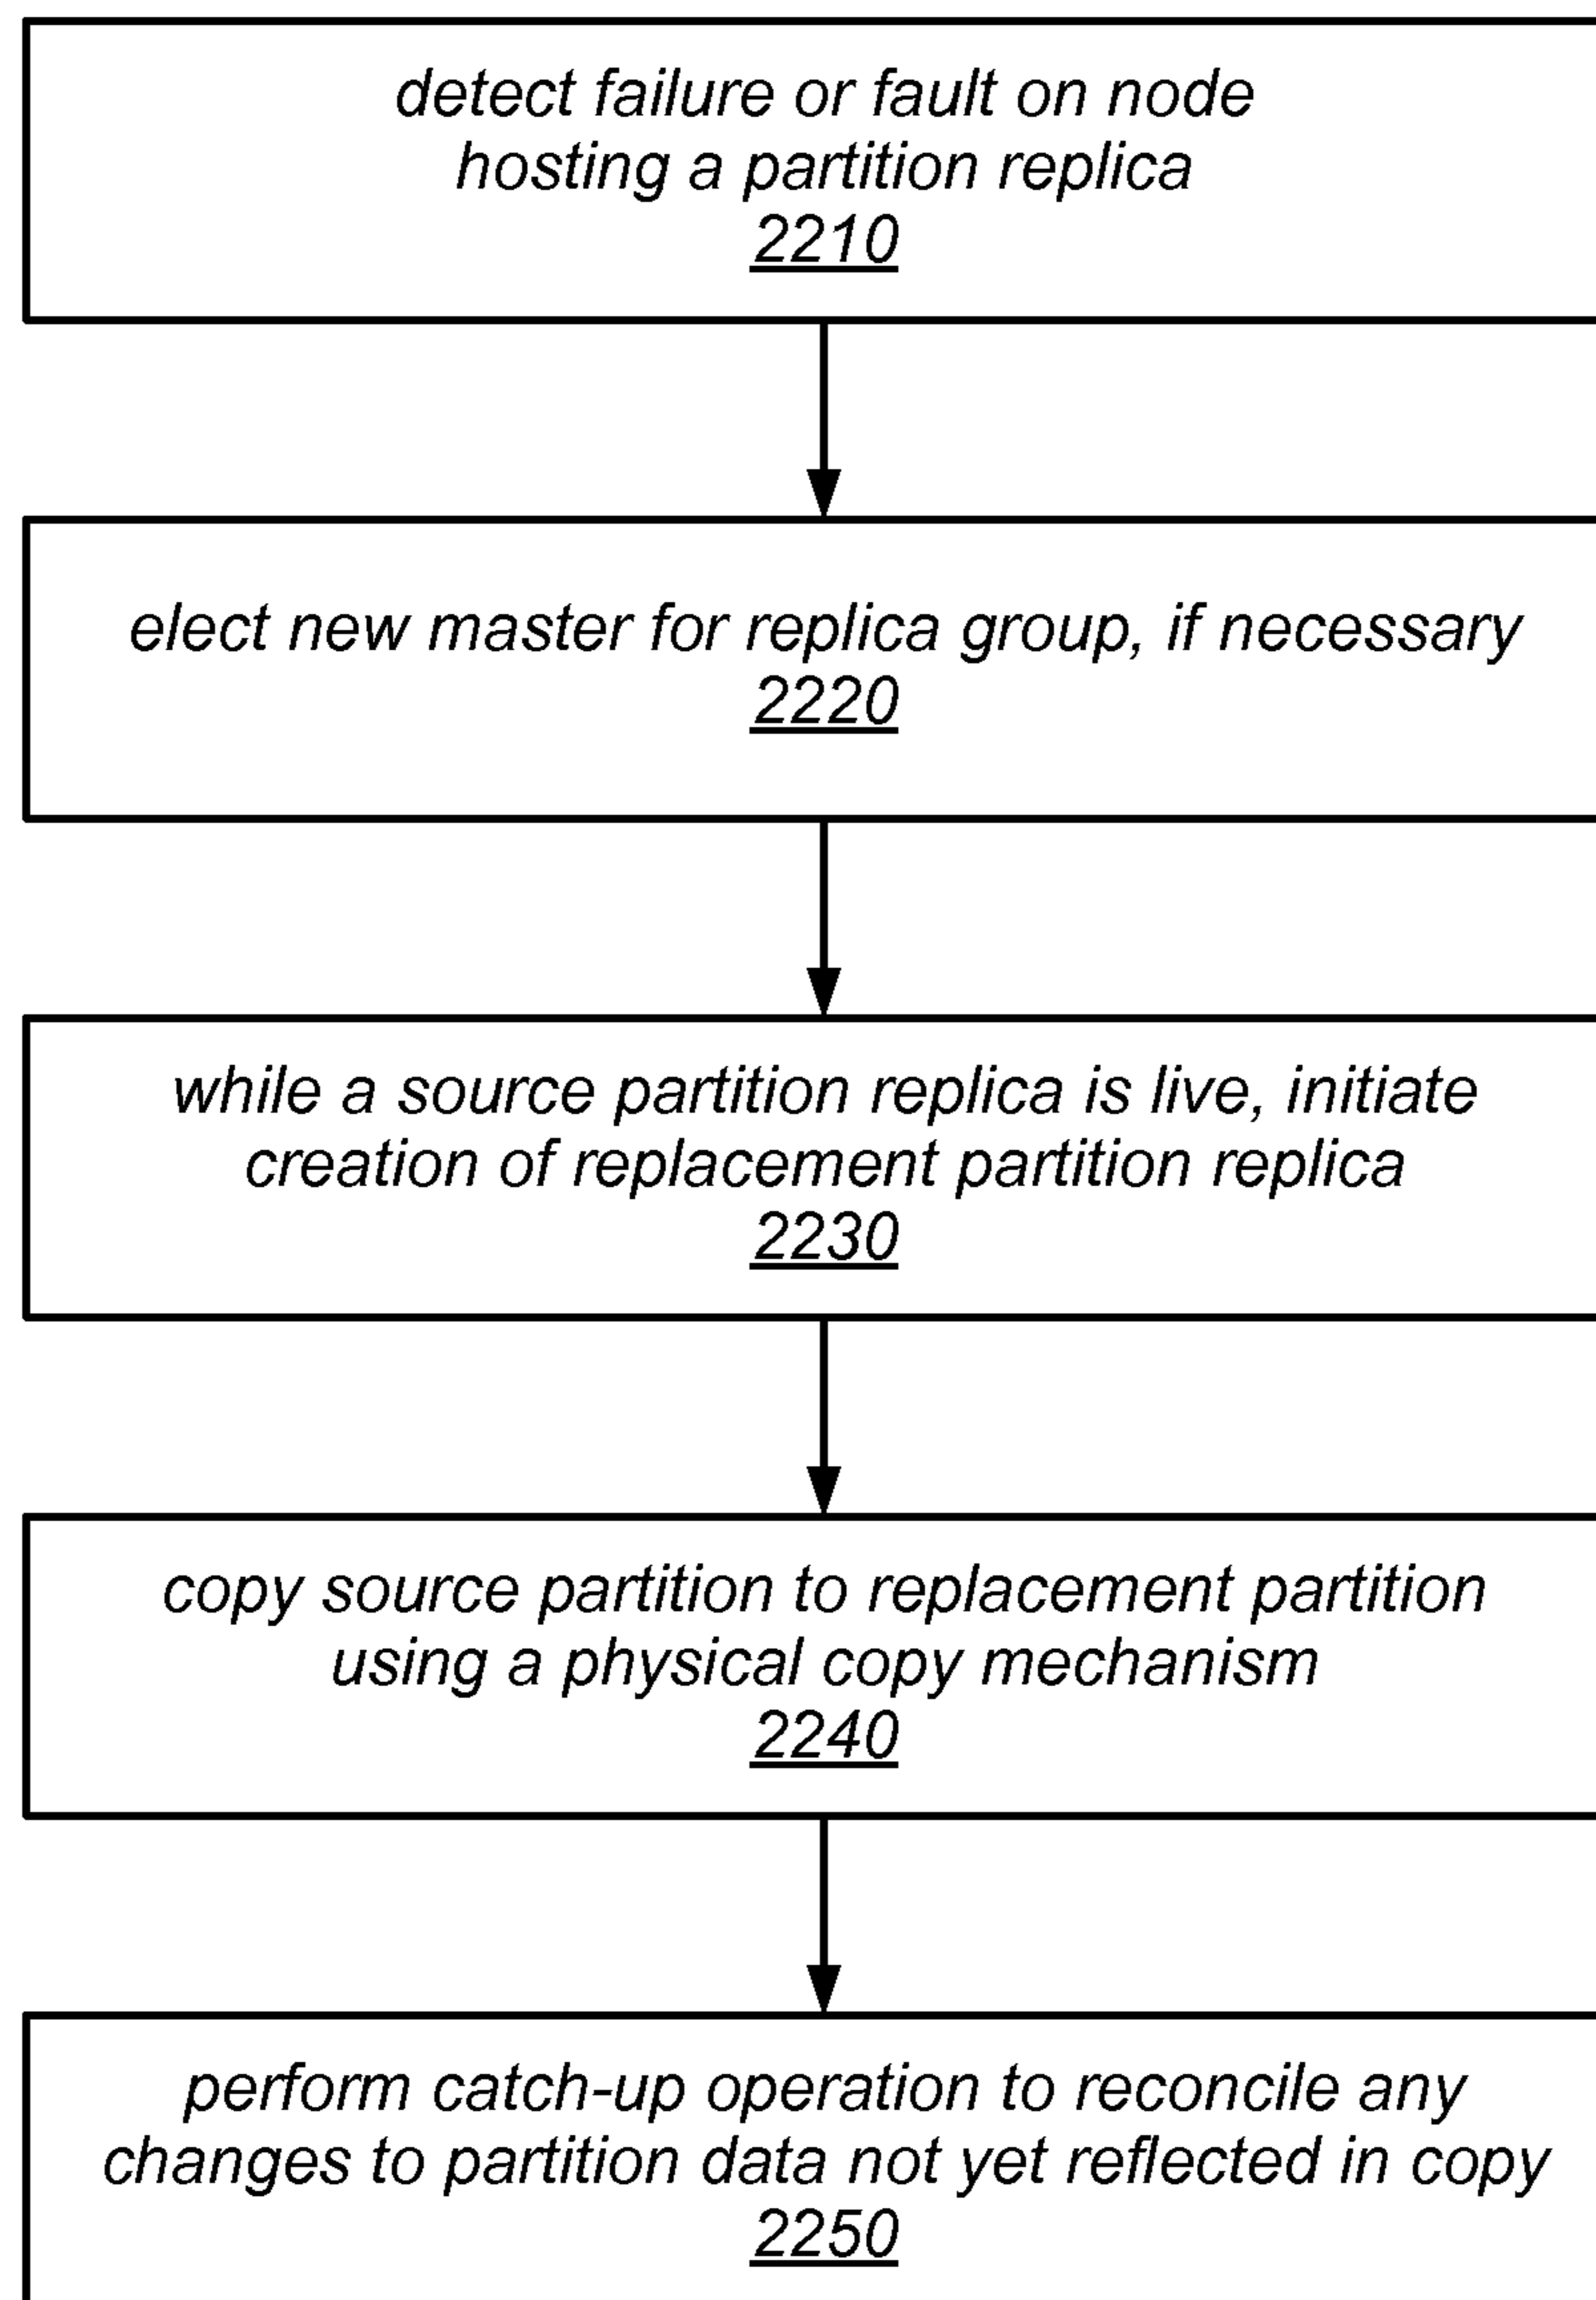 detect failure or fault on node
hosting a partition replica
2210
elect new master for replica group, if necessary
2220
while a source partition replica is live, initiate
creation of replacement partition replica
2230
copy source partition to replacement partition
using a physical copy mechanism
2240
perform catch-up operation to reconcile any
changes to partition data not yet reflected in copy
2250